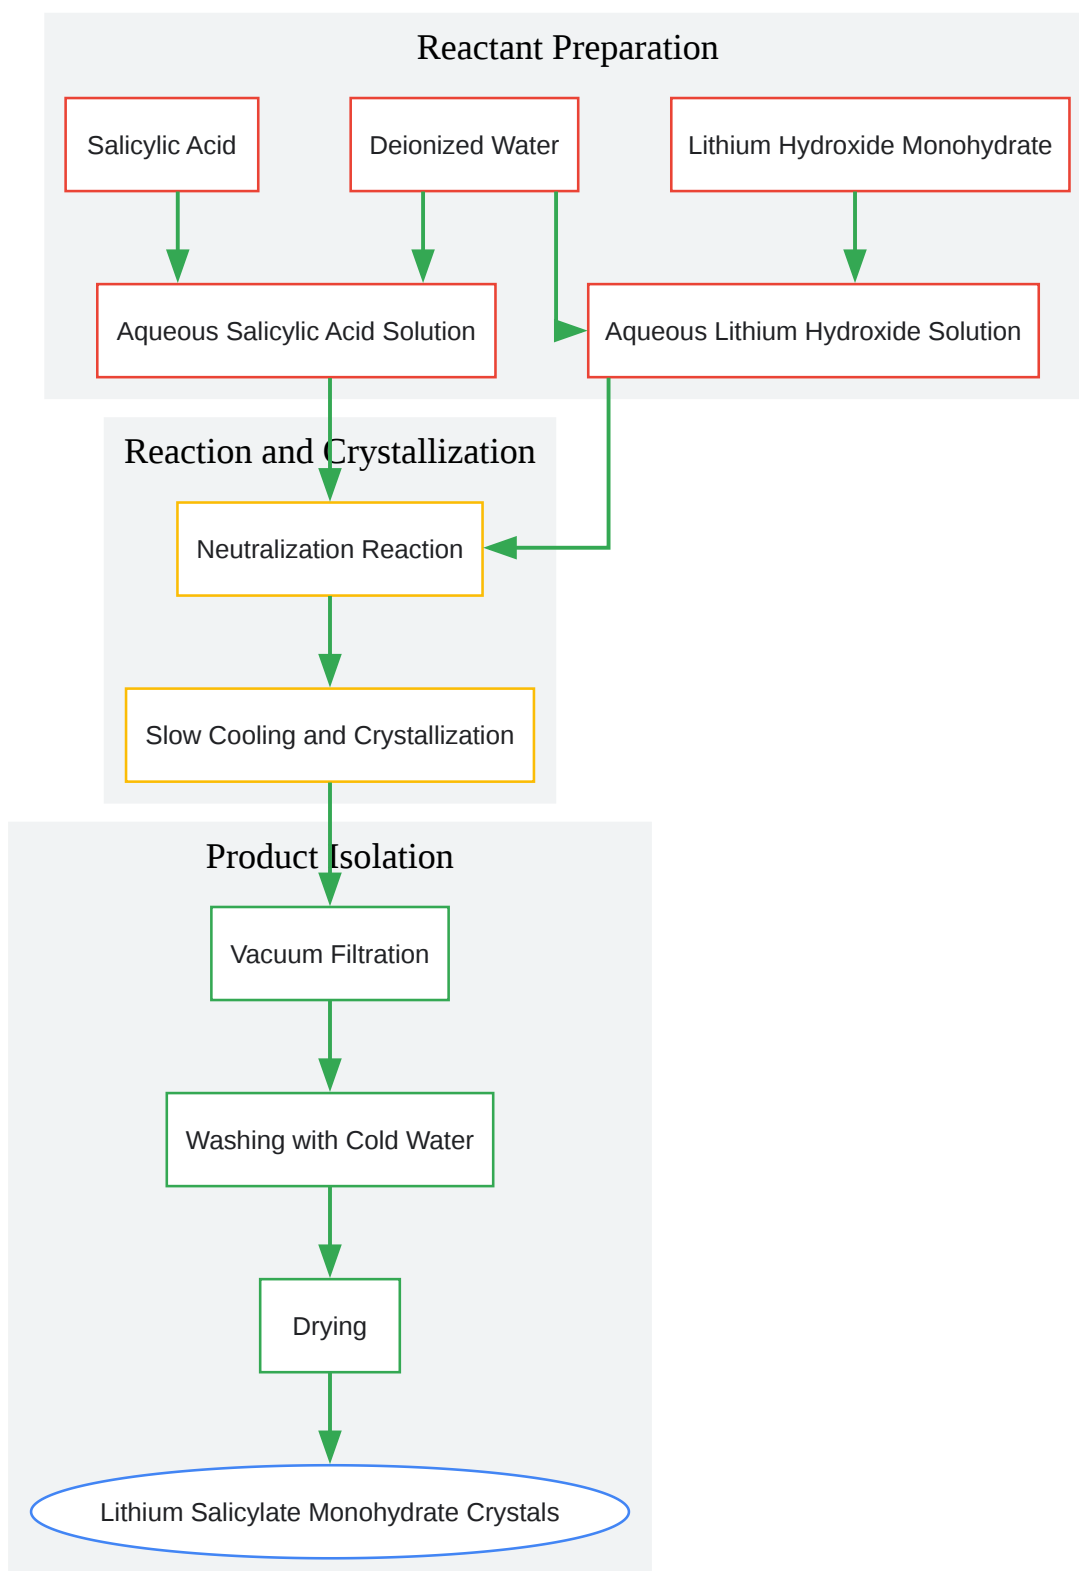 Reactant Preparation
Salicylic Acid
Deionized Water
Lithium Hydroxide Monohydrate
Aqueous Salicylic Acid Solution
Aqueous Lithium Hydroxide Solution
Reaction and Crystallization
Neutralization Reaction
Slow Cooling and Crystallization
Product Isolation
Vacuum Filtration
Washing with Cold Water
Drying
Lithium Salicylate Monohydrate Crystals